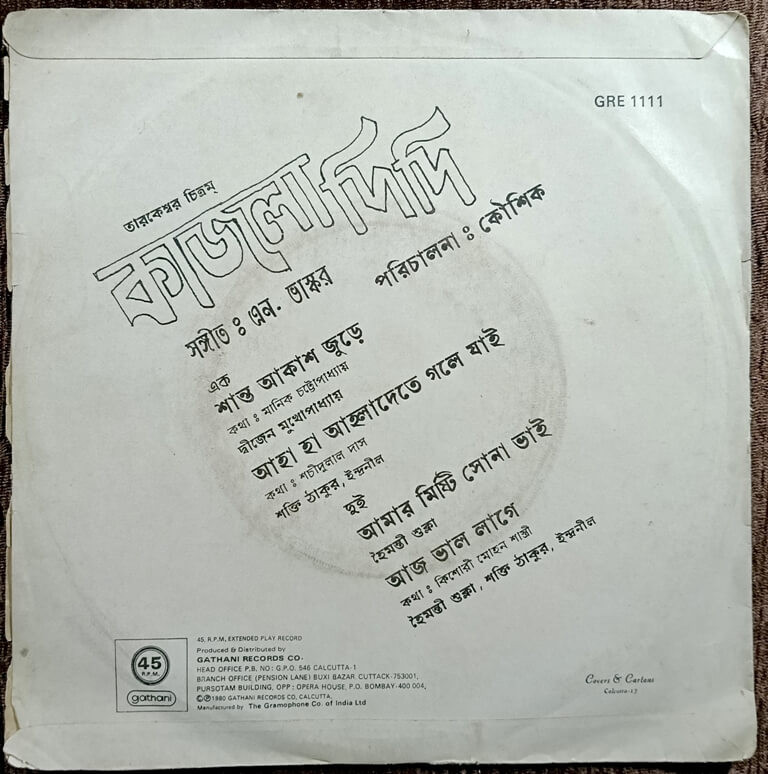 GRE 1111
তারকেশ্বর চিত্রম্
কাজলা দিদি
সঙ্গীত : এন. ভাস্কর
পরিচালনা : কৌশিক
এক
শান্ত আকাশ জুড়ে
কথা : মানিক চট্টোপাধ্যায়
দ্বীজেন মুখোপাধ্যায়
আহা হা আহ্লাদেতে গলে যাই
কথা : শচীদুলাল দাস
শক্তি ঠাকুর, ইন্দ্রনীল
দুই
আমার মিষ্টি সোনা ভাই
হৈমন্তী শুক্লা
আজ ভাল লাগে
কথা : কিশোরী মোহন শাস্ত্রী
হৈমন্তী শুক্লা, শক্তি ঠাকুর, ইন্দ্রনীল
45
R.P.M.
gathani
45. R.P.M. EXTENDED PLAY RECORD
Produced & Distributed by
GATHANI RECORDS CO.
HEAD OFFICE P.B. NO: G.P.O. 546 CALCUTTA-1
BRANCH OFFICE (PENSION LANE) BUXI BAZAR CUTTACK-753001,
PURSOTAM BUILDING, OPP: OPERA HOUSE, P.O. BOMBAY-400 004,
©℗1980 GATHANI RECORDS CO, CALCUTTA,
Manufactured by The Gramophone Co. of India Ltd
Covers & Cartons
Calcutta-17